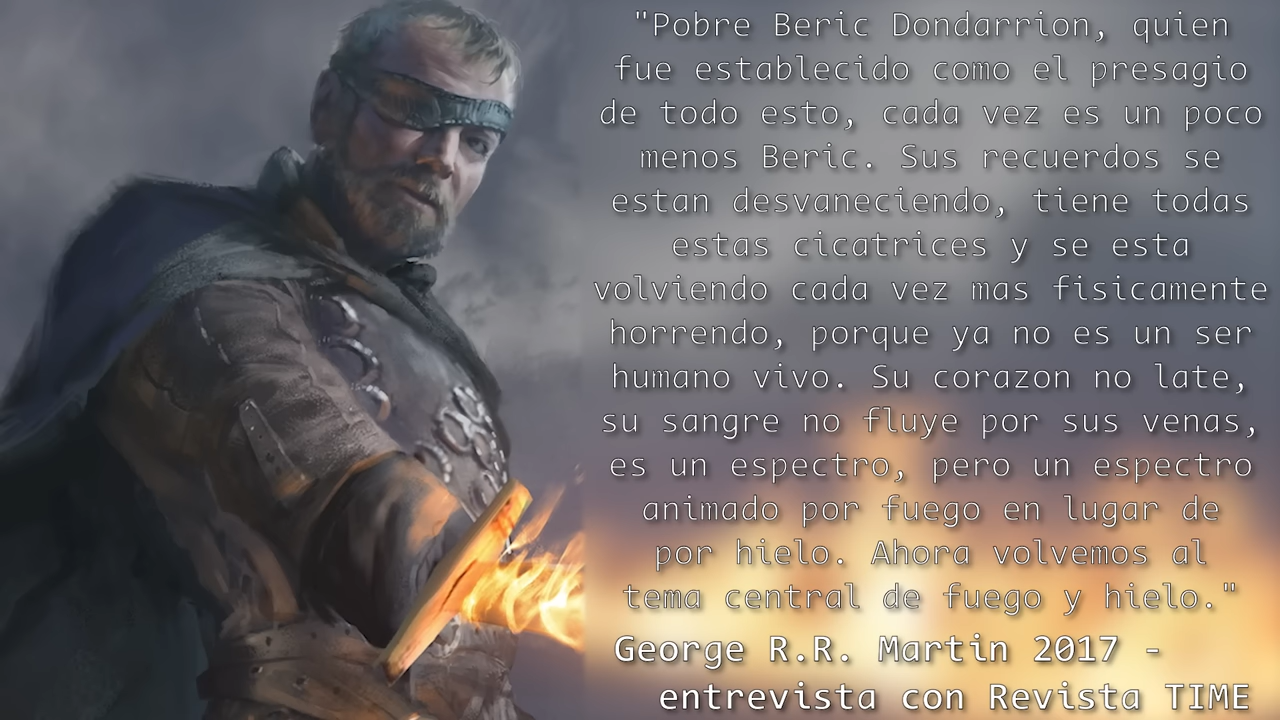 "Pobre Beric Dondarrion, quien
fue establecido como el presagio
de todo esto, cada vez es un poco
menos Beric. Sus recuerdos se
estan desvaneciendo, tiene todas
estas cicatrices y se esta
volviendo cada vez mas fisicamente
horrendo, porque ya no es un ser
humano vivo. Su corazon no late,
su sangre no fluye por sus venas,
es un espectro, pero un espectro
animado por fuego en lugar de
por hielo. Ahora volvemos al
tema central de fuego y hielo."
George R.R. Martin 2017 -
entrevista con Revista TIME